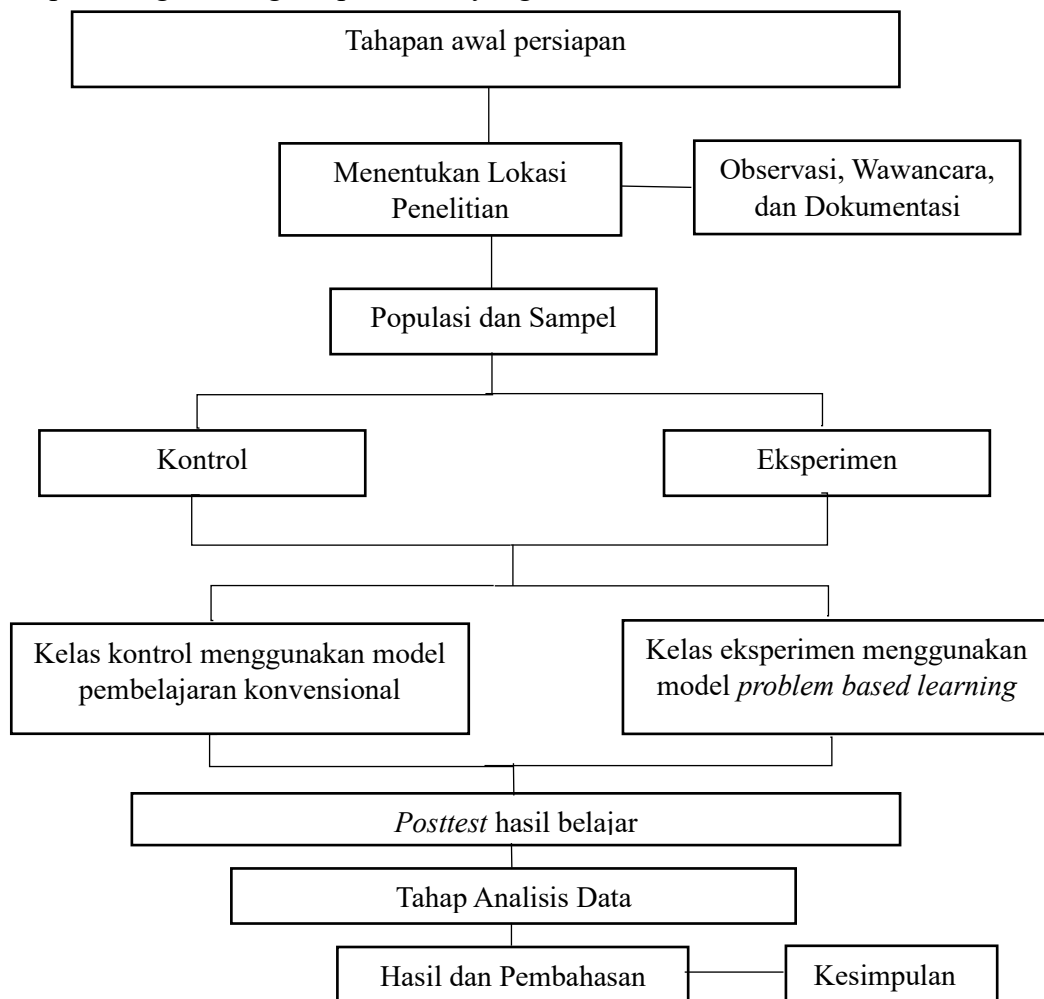 Tahapan awal persiapan
Menentukan Lokasi
Penelitian
Observasi, Wawancara,
dan Dokumentasi
Populasi dan Sampel
Kontrol
Eksperimen
Kelas kontrol menggunakan model
pembelajaran konvensional
Kelas eksperimen menggunakan
model problem based learning
Posttest hasil belajar
Tahap Analisis Data
Hasil dan Pembahasan
Kesimpulan